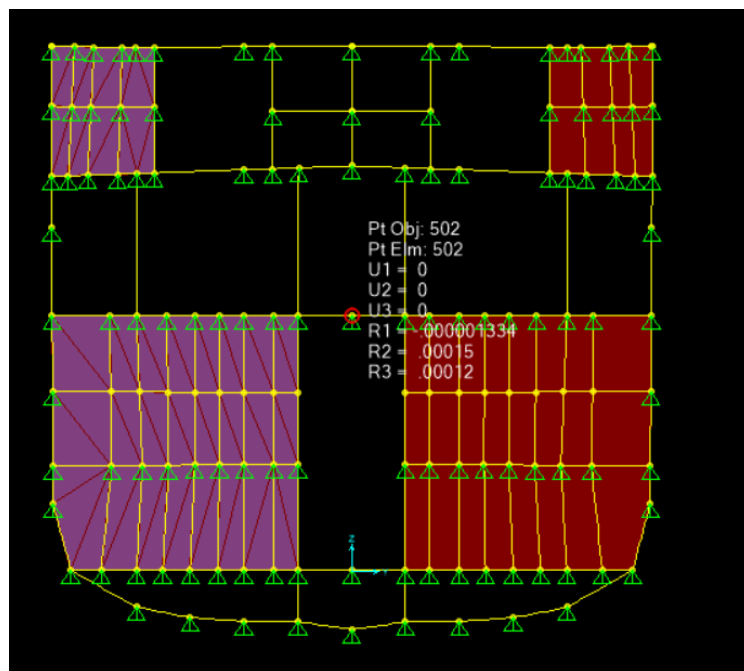 Pt Obj: 502
Pt Elm: 502
U1 = 0
U2 = 0
U3 = 0
R1 = .000001334
R2 = .00015
R3 = .00012
Z